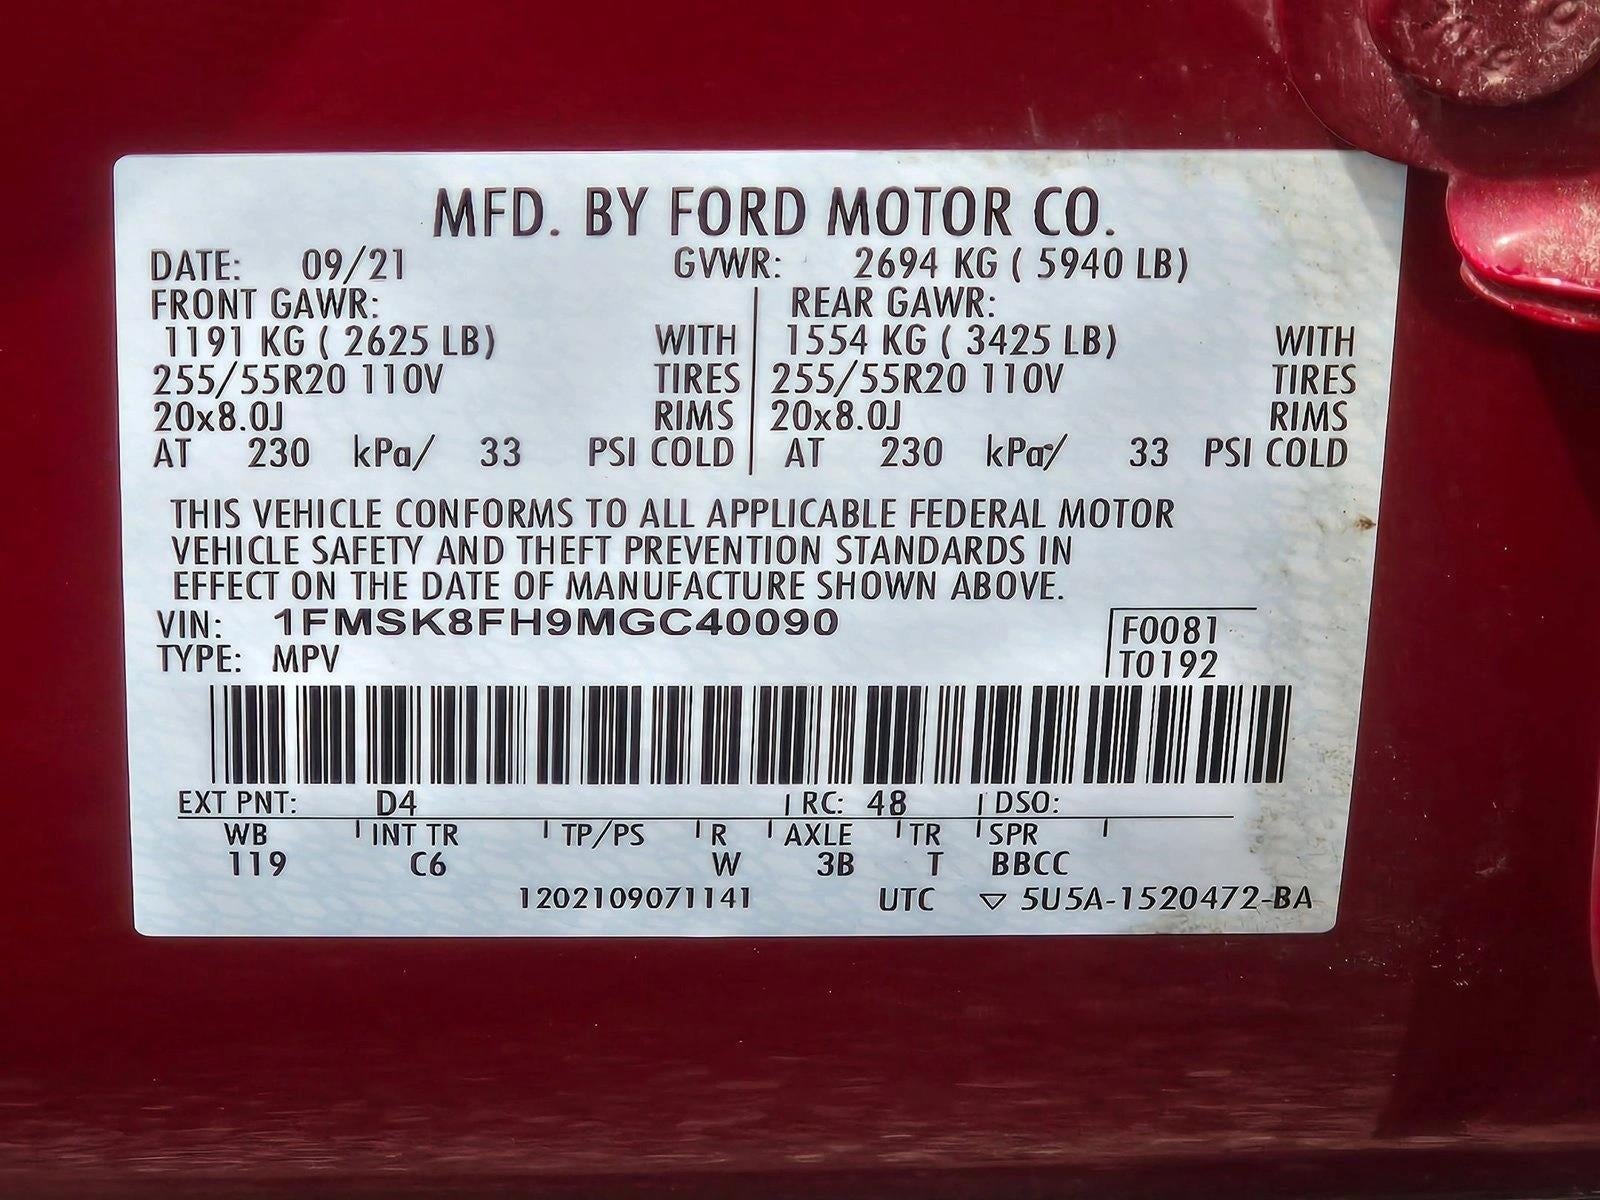 MFD. BY FORD MOTOR CO.
DATE: 09/21 GVWR: 2694 KG ( 5940 LB)
FRONT GAWR: REAR GAWR:
1191 KG ( 2625 LB) WITH 1554 KG ( 3425 LB) WITH
255/55R20 110V TIRES 255/55R20 110V TIRES
20x8.0J RIMS 20x8.0J RIMS
AT 230 kPa/ 33 PSI COLD AT 230 kPa/ 33 PSI COLD
THIS VEHICLE CONFORMS TO ALL APPLICABLE FEDERAL MOTOR
VEHICLE SAFETY AND THEFT PREVENTION STANDARDS IN
EFFECT ON THE DATE OF MANUFACTURE SHOWN ABOVE.
VIN: 1FMSK8FH9MGC40090 F0081
TYPE: MPV T0192
EXT PNT: D4 RC: 48 DSO:
WB INT TR TP/PS R AXLE TR SPR
119 C6 W 3B T BBCC
1202109071141 UTC ▽ 5U5A-1520472-BA